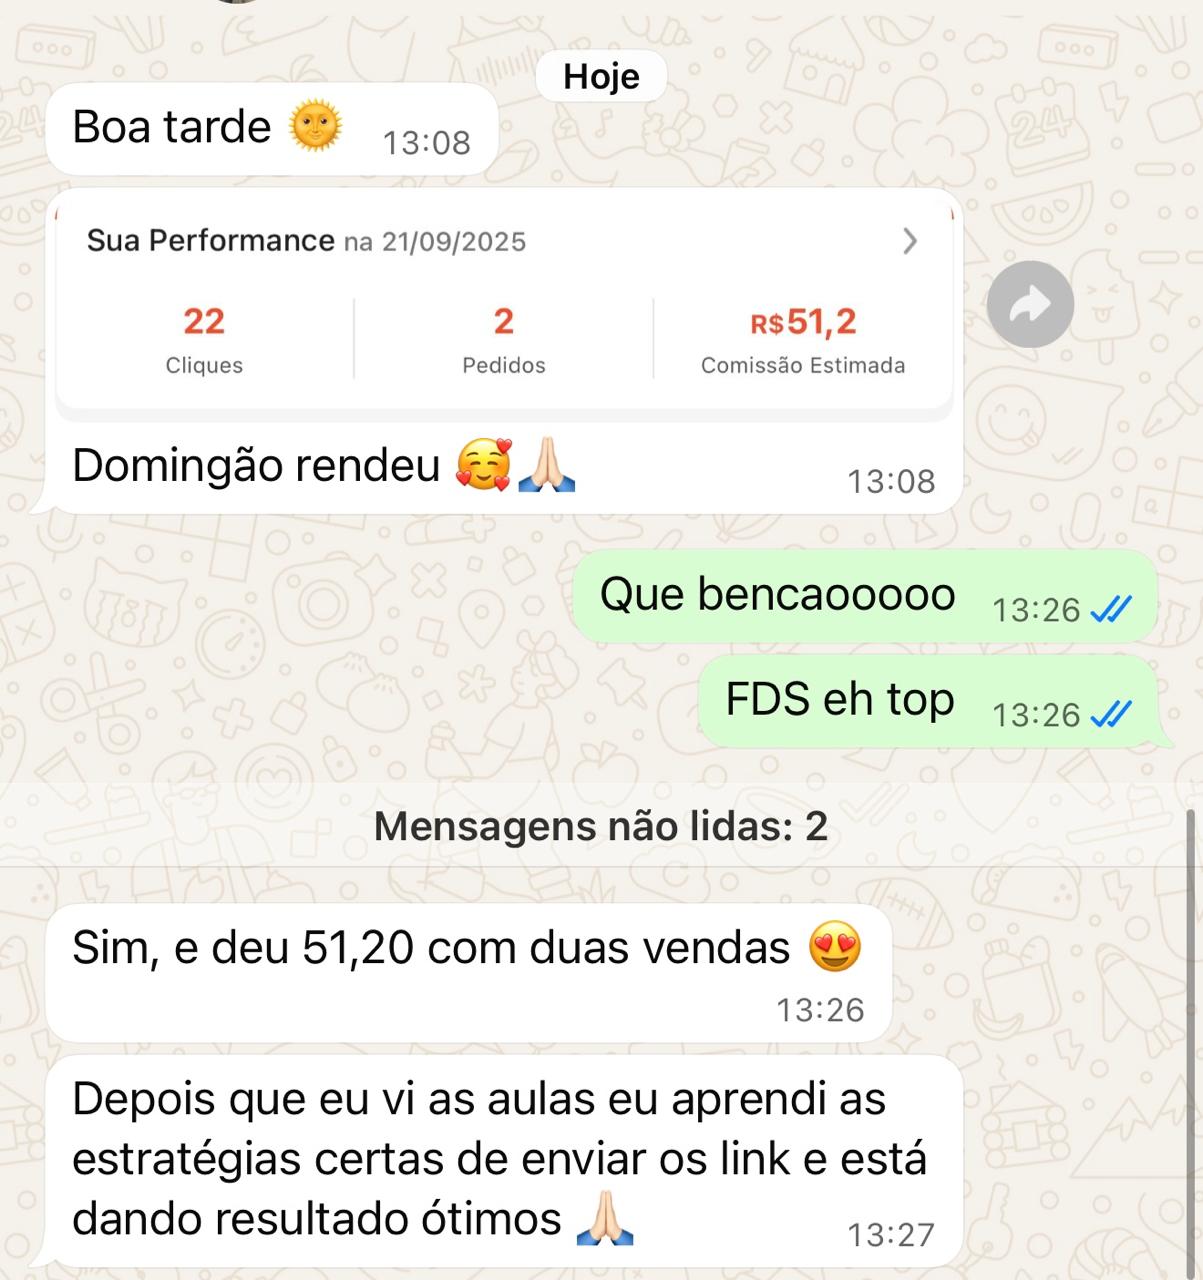 Hoje
Boa tarde 🌞 13:08
Sua Performance na 21/09/2025
22 2 R$51,2
Cliques Pedidos Comissão Estimada
Domingão rendeu 🥰🙏🏻 13:08
Que bencaooooo 13:26
FDS eh top 13:26
Mensagens não lidas: 2
Sim, e deu 51,20 com duas vendas 😍
13:26
Depois que eu vi as aulas eu aprendi as
estratégias certas de enviar os link e está
dando resultado ótimos 🙏🏻 13:27